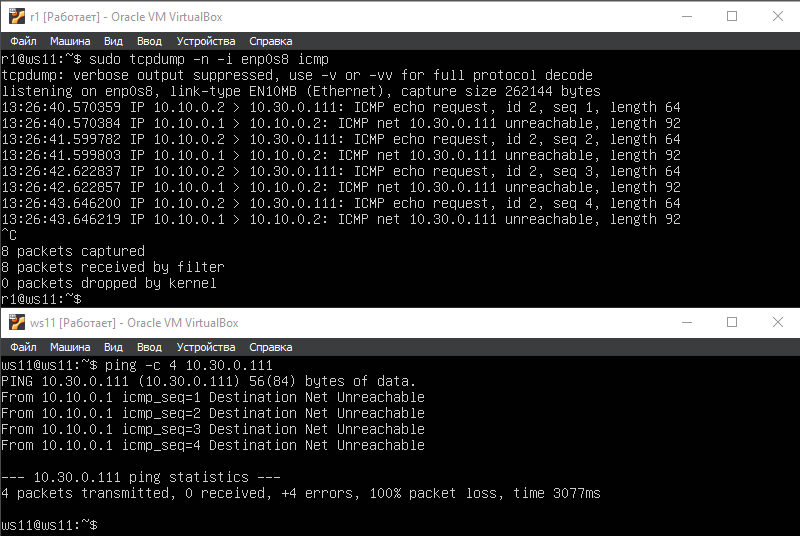 r1 [Работает] - Oracle VM VirtualBox
Файл Машина Вид Ввод Устройства Справка
r1@ws11:~$ sudo tcpdump -n -i enp0s8 icmp
tcpdump: verbose output suppressed, use -v or -vv for full protocol decode
listening on enp0s8, link-type EN10MB (Ethernet), capture size 262144 bytes
13:26:40.570359 IP 10.10.0.2 > 10.30.0.111: ICMP echo request, id 2, seq 1, length 64
13:26:40.570384 IP 10.10.0.1 > 10.10.0.2: ICMP net 10.30.0.111 unreachable, length 92
13:26:41.599782 IP 10.10.0.2 > 10.30.0.111: ICMP echo request, id 2, seq 2, length 64
13:26:41.599803 IP 10.10.0.1 > 10.10.0.2: ICMP net 10.30.0.111 unreachable, length 92
13:26:42.622837 IP 10.10.0.2 > 10.30.0.111: ICMP echo request, id 2, seq 3, length 64
13:26:42.622857 IP 10.10.0.1 > 10.10.0.2: ICMP net 10.30.0.111 unreachable, length 92
13:26:43.646200 IP 10.10.0.2 > 10.30.0.111: ICMP echo request, id 2, seq 4, length 64
13:26:43.646219 IP 10.10.0.1 > 10.10.0.2: ICMP net 10.30.0.111 unreachable, length 92
^C
8 packets captured
8 packets received by filter
0 packets dropped by kernel
r1@ws11:~$
ws11 [Работает] - Oracle VM VirtualBox
Файл Машина Вид Ввод Устройства Справка
ws11@ws11:~$ ping -c 4 10.30.0.111
PING 10.30.0.111 (10.30.0.111) 56(84) bytes of data.
From 10.10.0.1 icmp_seq=1 Destination Net Unreachable
From 10.10.0.1 icmp_seq=2 Destination Net Unreachable
From 10.10.0.1 icmp_seq=3 Destination Net Unreachable
From 10.10.0.1 icmp_seq=4 Destination Net Unreachable
--- 10.30.0.111 ping statistics ---
4 packets transmitted, 0 received, +4 errors, 100% packet loss, time 3077ms
ws11@ws11:~$